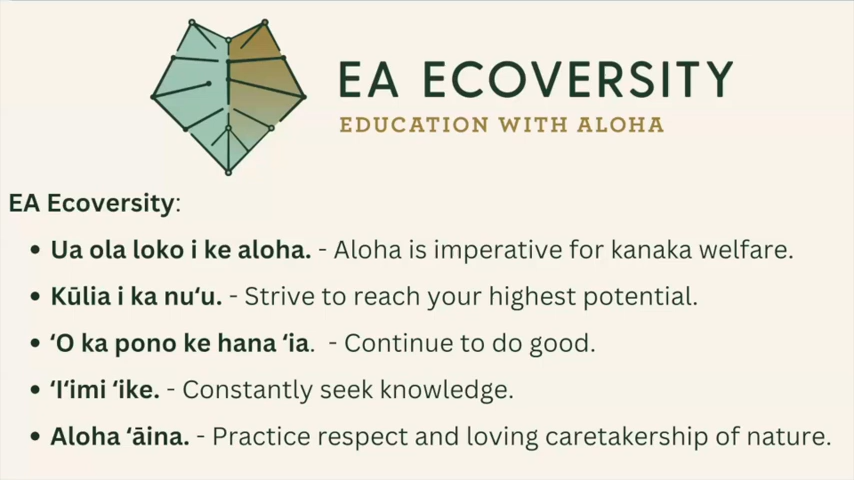 EA ECOVERSITY
EDUCATION WITH ALOHA
EA Ecoversity:
• Ua ola loko i ke aloha. - Aloha is imperative for kanaka welfare.
• Kūlia i ka nuʻu. - Strive to reach your highest potential.
• ʻO ka pono ke hana ʻia.  - Continue to do good.
• ʻIʻimi ʻike. - Constantly seek knowledge.
• Aloha ʻāina. - Practice respect and loving caretakership of nature.